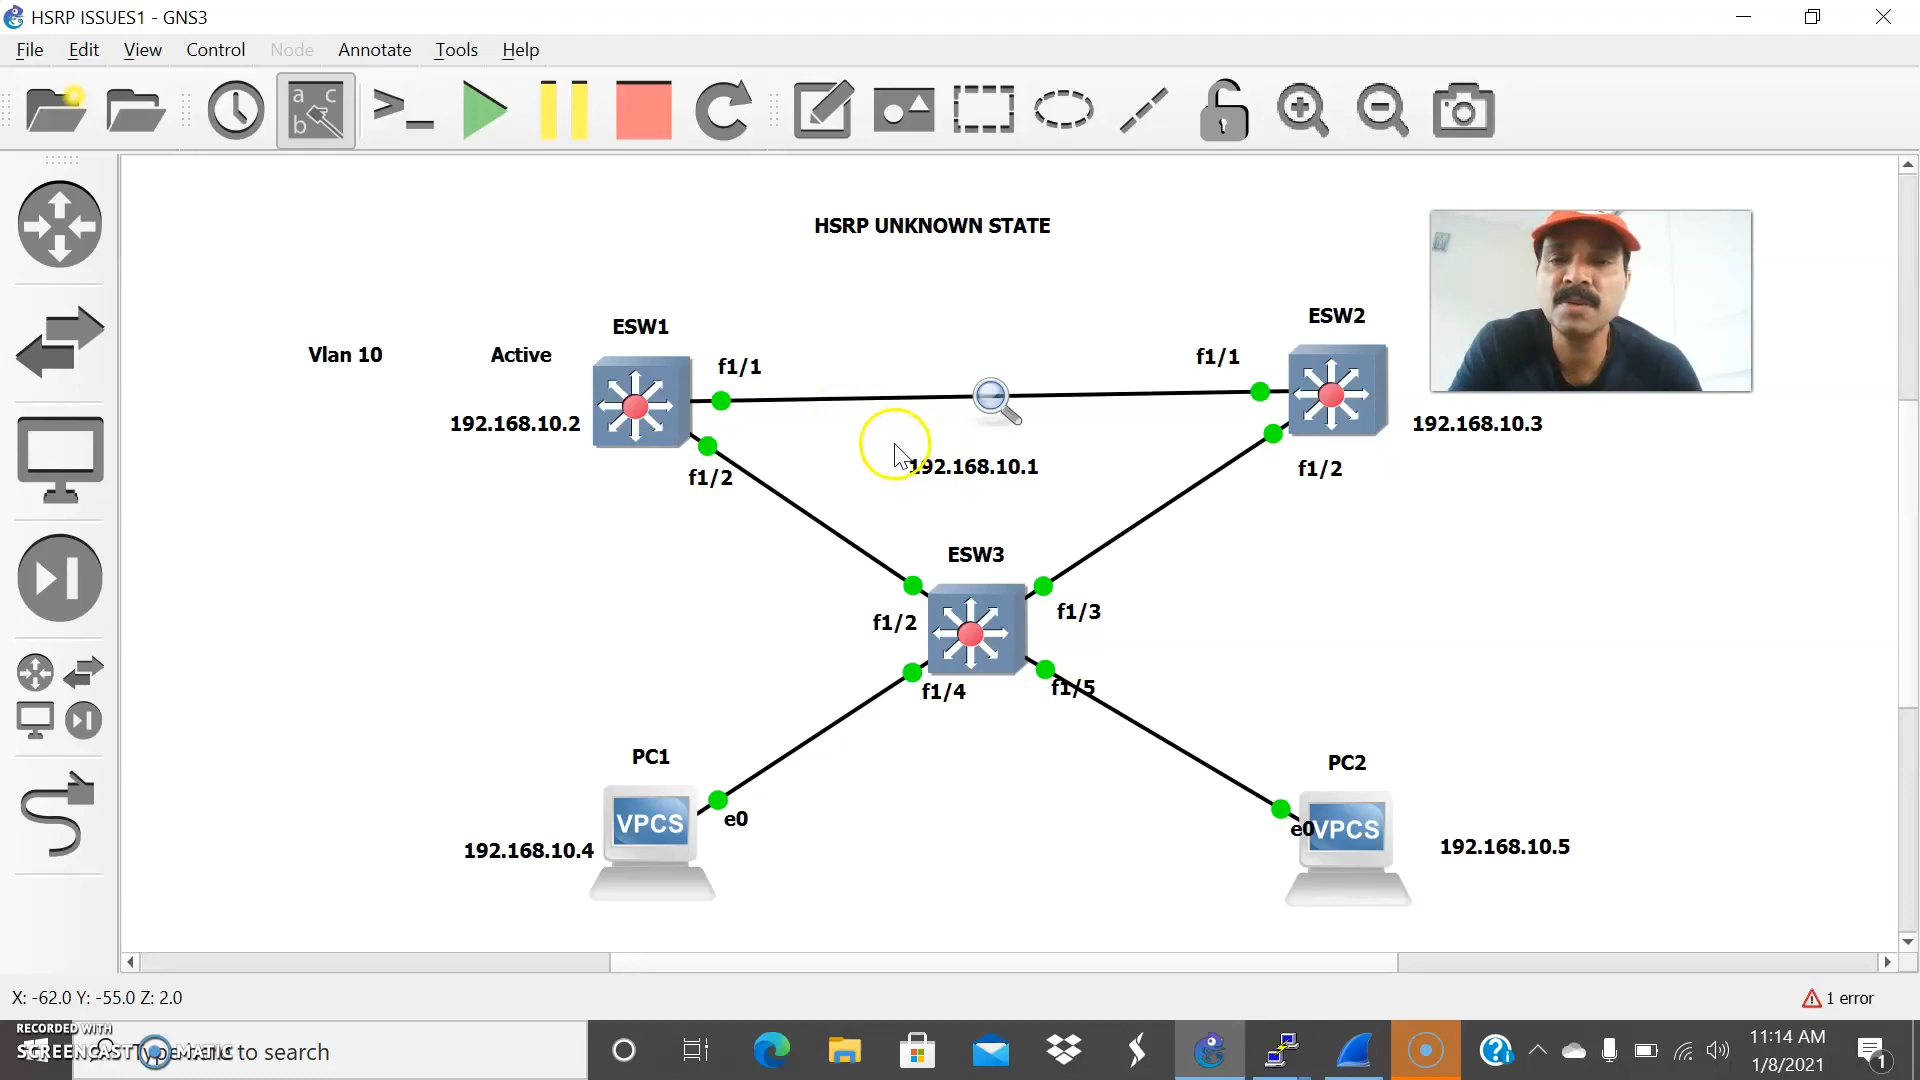 HSRP ISSUES1 - GNS3
File Edit View Control Node Annotate Tools Help
a c
b
HSRP UNKNOWN STATE
ESW1
ESW2
Vlan 10
Active
f1/1
f1/1
192.168.10.2
192.168.10.3
192.168.10.1
f1/2
f1/2
ESW3
f1/2
f1/3
f1/4
f1/5
PC1
PC2
VPCS
e0
e0
VPCS
192.168.10.4
192.168.10.5
X: -62.0 Y: -55.0 Z: 2.0
1 error
RECORDED WITH
SCREENCAST MATIC
to search
11:14 AM
1/8/2021
1